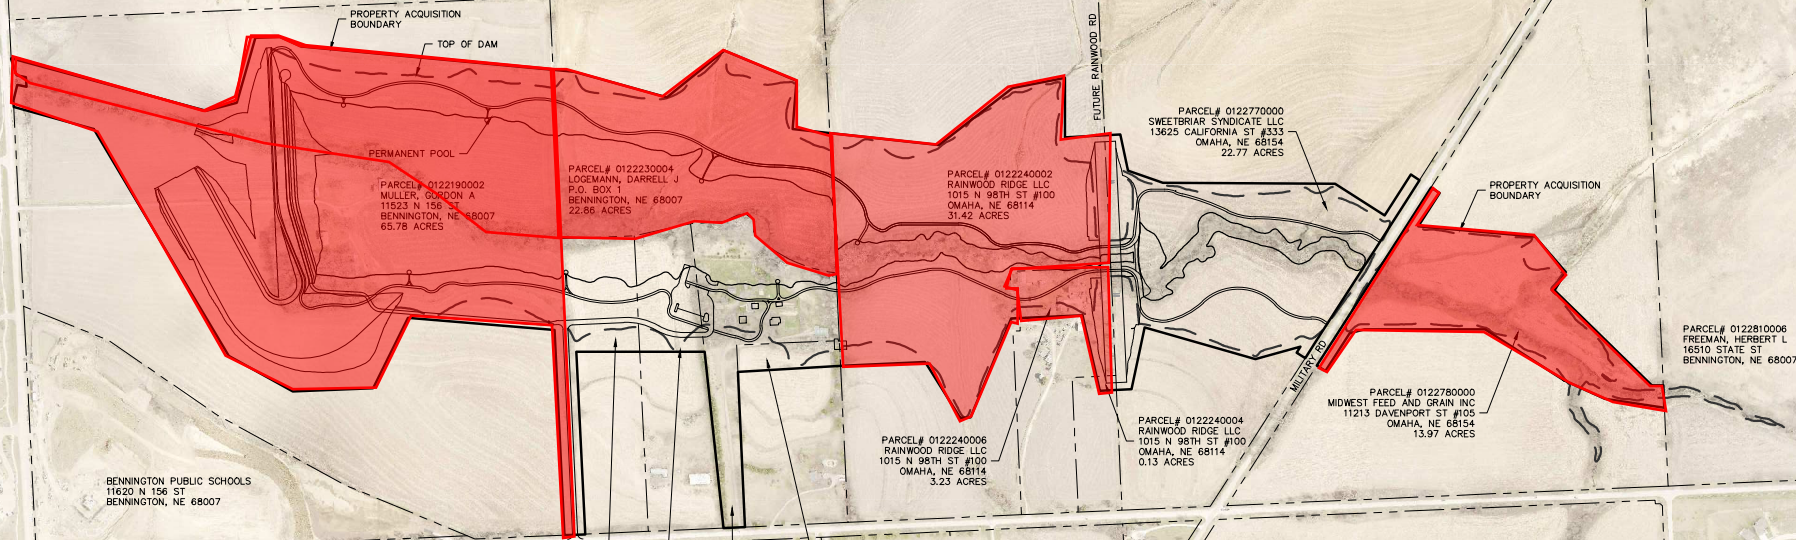 PROPERTY ACQUISITION
BOUNDARY
TOP OF DAM
PERMANENT POOL
PARCEL# 0122190002
MULLER, GORDON A
11523 N 156 ST
BENNINGTON, NE 68007
65.78 ACRES
PARCEL# 0122230004
LOGEMANN, DARRELL J
P.O. BOX 1
BENNINGTON, NE 68007
22.86 ACRES
PARCEL# 0122240002
RAINWOOD RIDGE LLC
1015 N 98TH ST #100
OMAHA, NE 68114
31.42 ACRES
FUTURE RAINWOOD RD
PARCEL# 0122770000
SWEETBRIAR SYNDICATE LLC
13625 CALIFORNIA ST #333
OMAHA, NE 68154
22.77 ACRES
PROPERTY ACQUISITION
BOUNDARY
PARCEL# 0122810006
FREEMAN, HERBERT L
16510 STATE ST
BENNINGTON, NE 68007
MILITARY RD
PARCEL# 0122780000
MIDWEST FEED AND GRAIN INC
11213 DAVENPORT ST #105
OMAHA, NE 68154
13.97 ACRES
PARCEL# 0122240004
RAINWOOD RIDGE LLC
1015 N 98TH ST #100
OMAHA, NE 68114
0.13 ACRES
PARCEL# 0122240006
RAINWOOD RIDGE LLC
1015 N 98TH ST #100
OMAHA, NE 68114
3.23 ACRES
BENNINGTON PUBLIC SCHOOLS
11620 N 156 ST
BENNINGTON, NE 68007